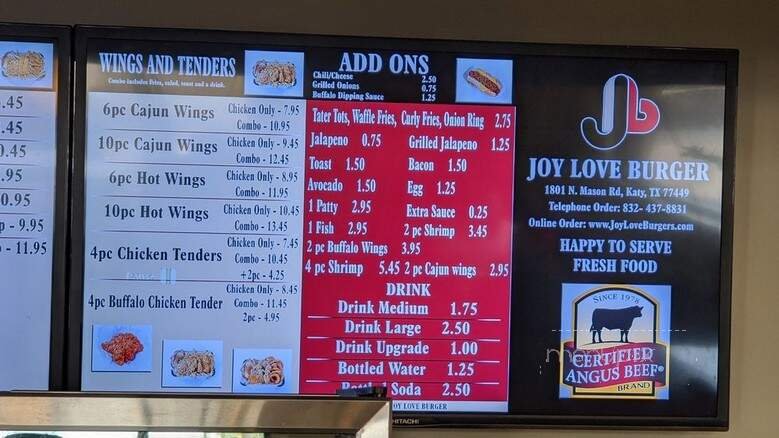 .45
.45
0.45
.95
0.95
p - 9.95
- 11.95
WINGS AND TENDERS
Combo includes fries, salad, toast and a drink.
6pc Cajun Wings Chicken Only - 7.95
Combo - 10.95
10pc Cajun Wings Chicken Only - 9.45
Combo - 12.45
6pc Hot Wings Chicken Only - 8.95
Combo - 11.95
10pc Hot Wings Chicken Only - 10.45
Combo - 13.45
4pc Chicken Tenders Chicken Only - 7.45
Combo - 10.45
+2pc - 4.25
4pc Buffalo Chicken Tender Chicken Only - 8.45
Combo - 11.45
2pc - 4.95
ADD ONS
Chili/Cheese 2.50
Grilled Onions 0.75
Buffalo Dipping Sauce 1.25
Tater Tots, Waffle Fries, Curly Fries, Onion Ring 2.75
Jalapeno 0.75 Grilled Jalapeno 1.25
Toast 1.50 Bacon 1.50
Avocado 1.50 Egg 1.25
1 Patty 2.95 Extra Sauce 0.25
1 Fish 2.95 2 pc Shrimp 3.45
2 pc Buffalo Wings 3.95
4 pc Shrimp 5.45 2 pc Cajun wings 2.95
DRINK
Drink Medium 1.75
Drink Large 2.50
Drink Upgrade 1.00
Bottled Water 1.25
Bottled Soda 2.50
JOY LOVE BURGER
HITACHI
Jb
JOY LOVE BURGER
1801 N. Mason Rd, Katy, TX 77449
Telephone Order: 832- 437-8831
Online Order: www.JoyLoveBurgers.com
HAPPY TO SERVE
FRESH FOOD
SINCE 1978
CERTIFIED
ANGUS BEEF®
BRAND